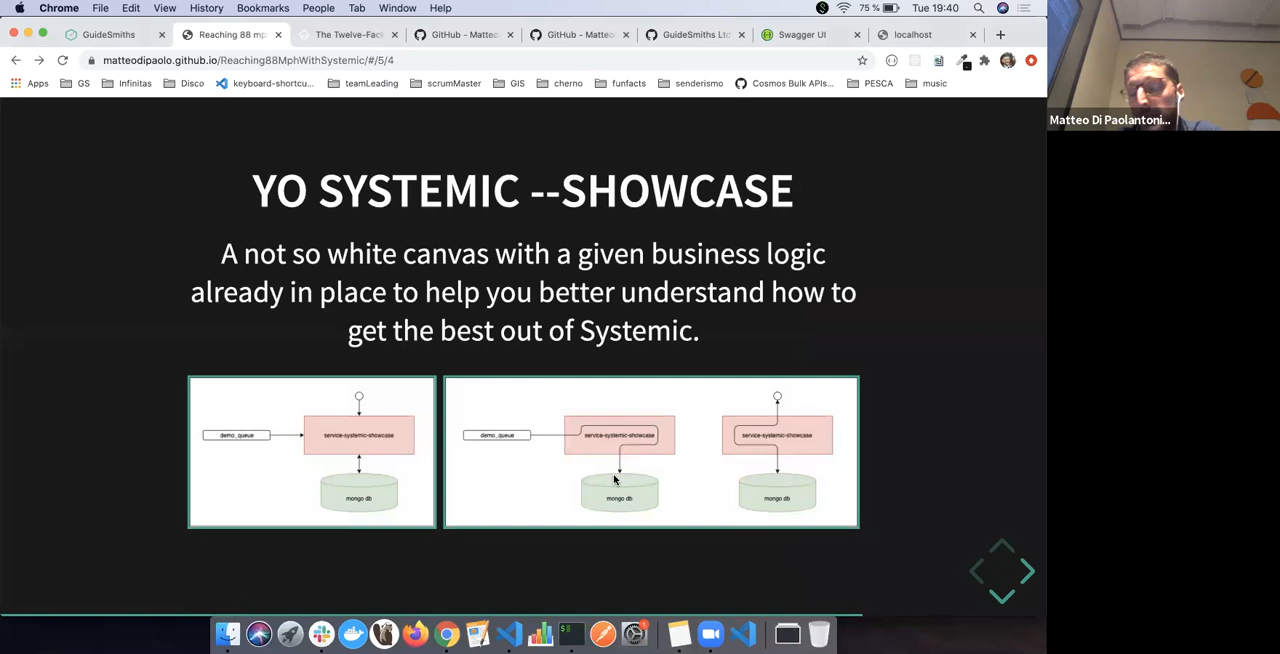 Chrome File Edit View History Bookmarks People Tab Window Help
75 % Tue 19:40
GuideSmiths
Reaching 88 mp
The Twelve-Fact
GitHub - Matteo
GitHub - Matteo
GuideSmiths Ltd
Swagger UI
localhost
matteodipaolo.github.io/Reaching88MphWithSystemic/#/5/4
Apps GS Infinitas Disco keyboard-shortcu... teamLeading scrumMaster GIS cherno funfacts senderismo Cosmos Bulk APIs... PESCA music
Matteo Di Paolantoni...
YO SYSTEMIC --SHOWCASE
A not so white canvas with a given business logic
already in place to help you better understand how to
get the best out of Systemic.
demo_queue
service-systemic-showcase
mongo db
demo_queue
service-systemic-showcase
mongo db
service-systemic-showcase
mongo db